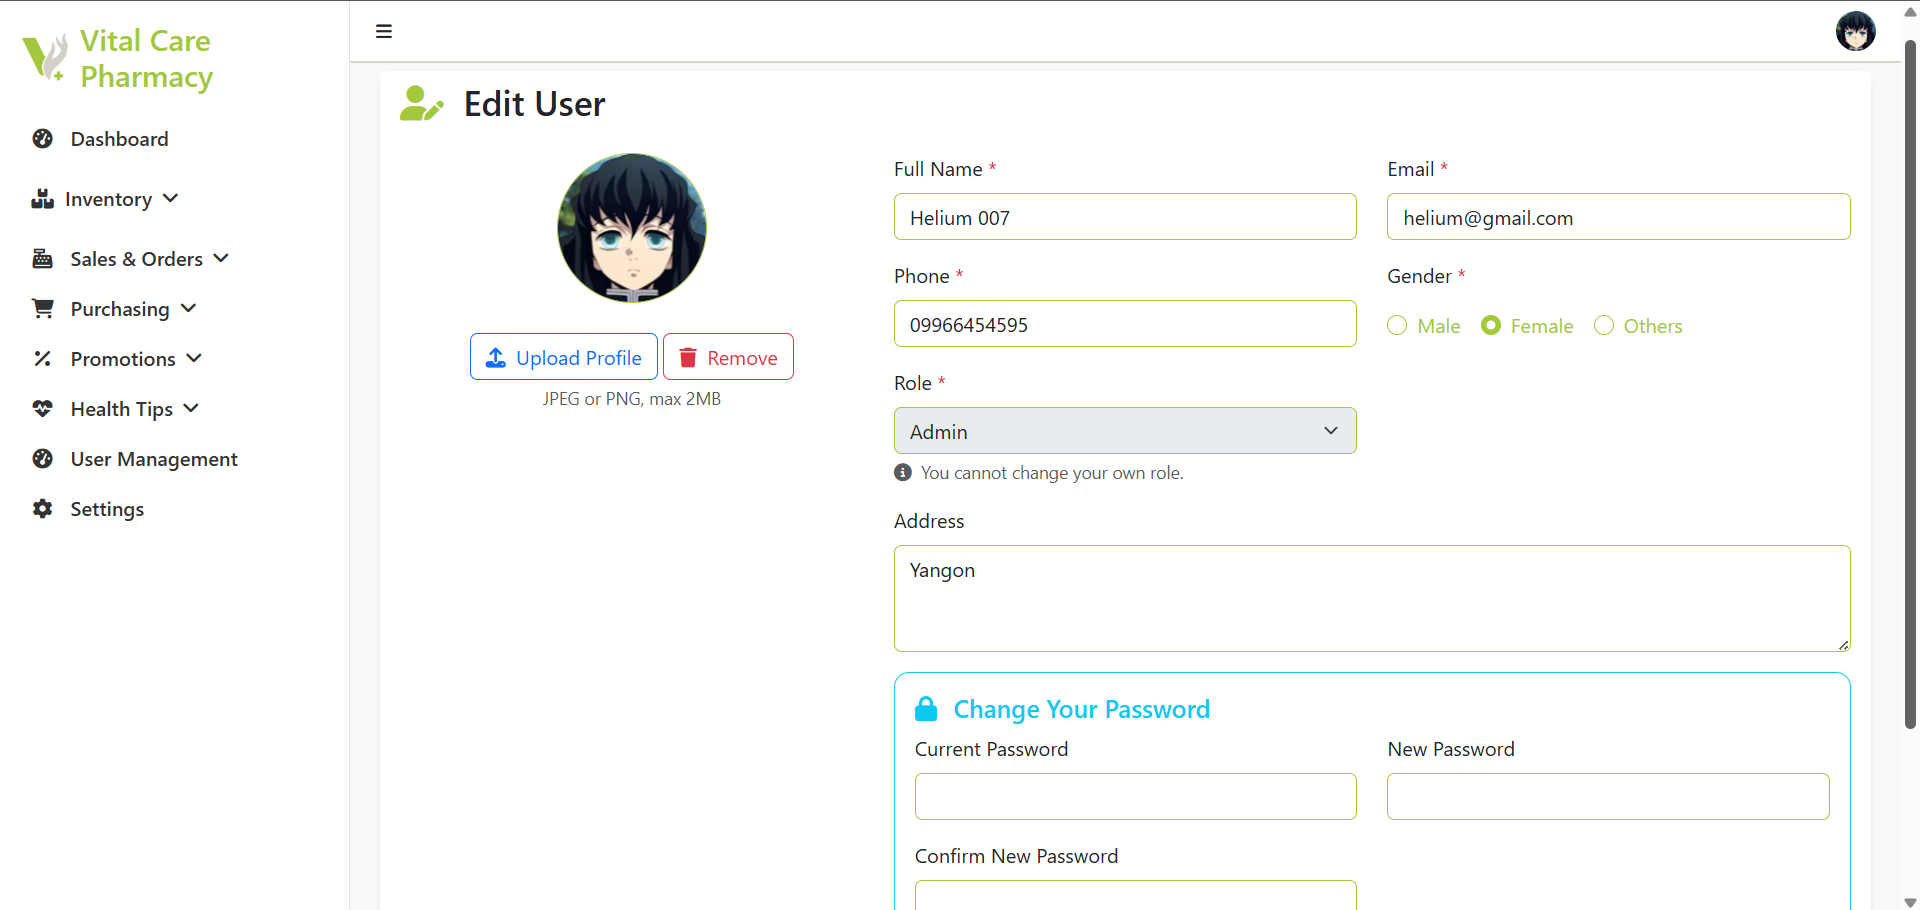 Vital Care
Pharmacy
Dashboard
Inventory
Sales & Orders
Purchasing
Promotions
Health Tips
User Management
Settings
Edit User
Upload Profile
Remove
JPEG or PNG, max 2MB
Full Name *
Helium 007
Email *
helium@gmail.com
Phone *
09966454595
Gender *
Male Female Others
Role *
Admin
You cannot change your own role.
Address
Yangon
Change Your Password
Current Password
New Password
Confirm New Password